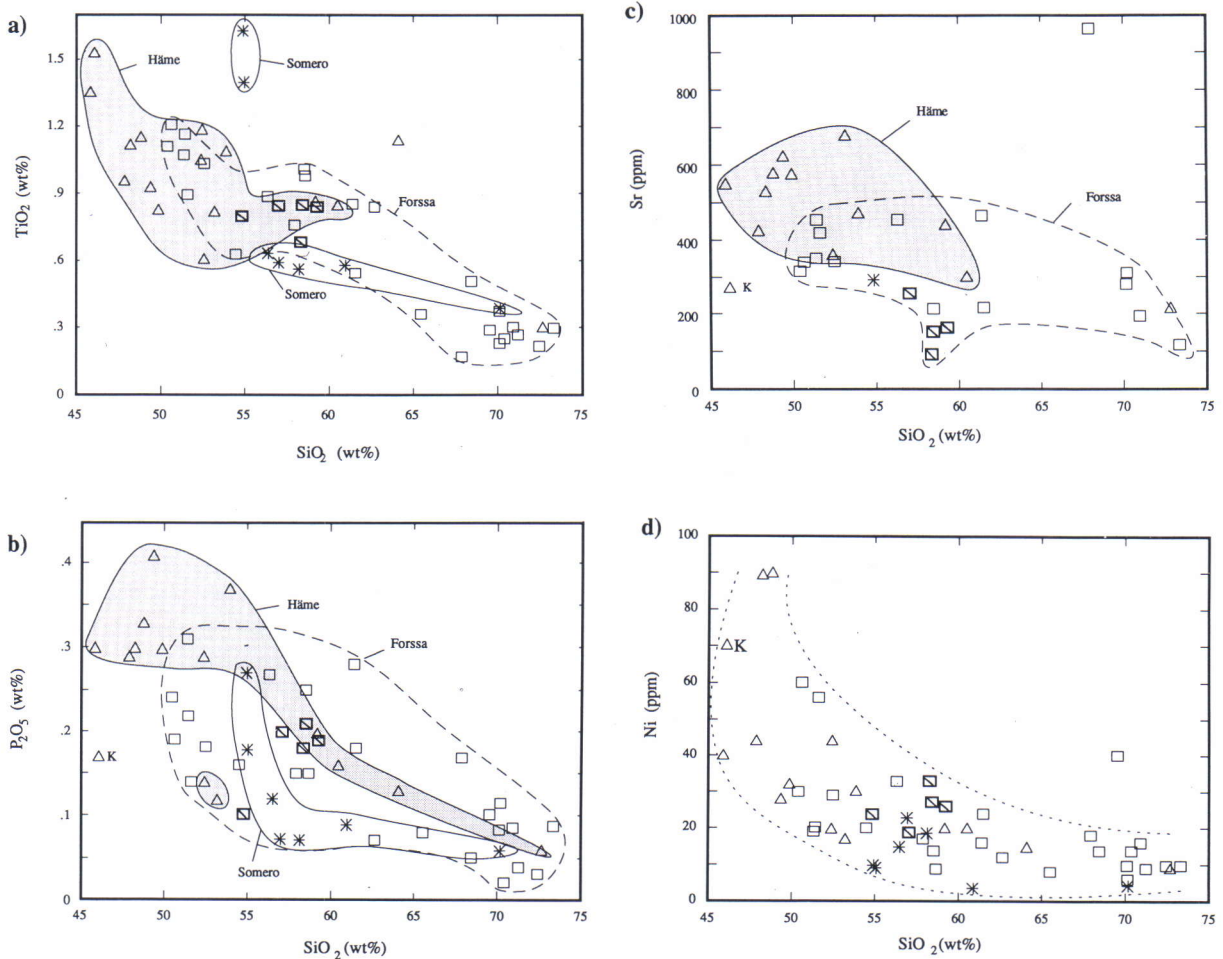 a)
TiO2 (wt%)
1.5
1.2
.9
.6
.3
0
Häme
Somero
Forssa
Somero
45 50 55 60 65 70 75
SiO2 (wt%)
c)
Sr (ppm)
1000
800
600
400
200
0
Häme
Forssa
K
45 50 55 60 65 70 75
SiO2 (wt%)
b)
P2O5 (wt%)
.4
.3
.2
.1
0
Häme
Forssa
K
Somero
45 50 55 60 65 70 75
SiO2 (wt%)
d)
Ni (ppm)
100
80
60
40
20
0
K
45 50 55 60 65 70 75
SiO2 (wt%)